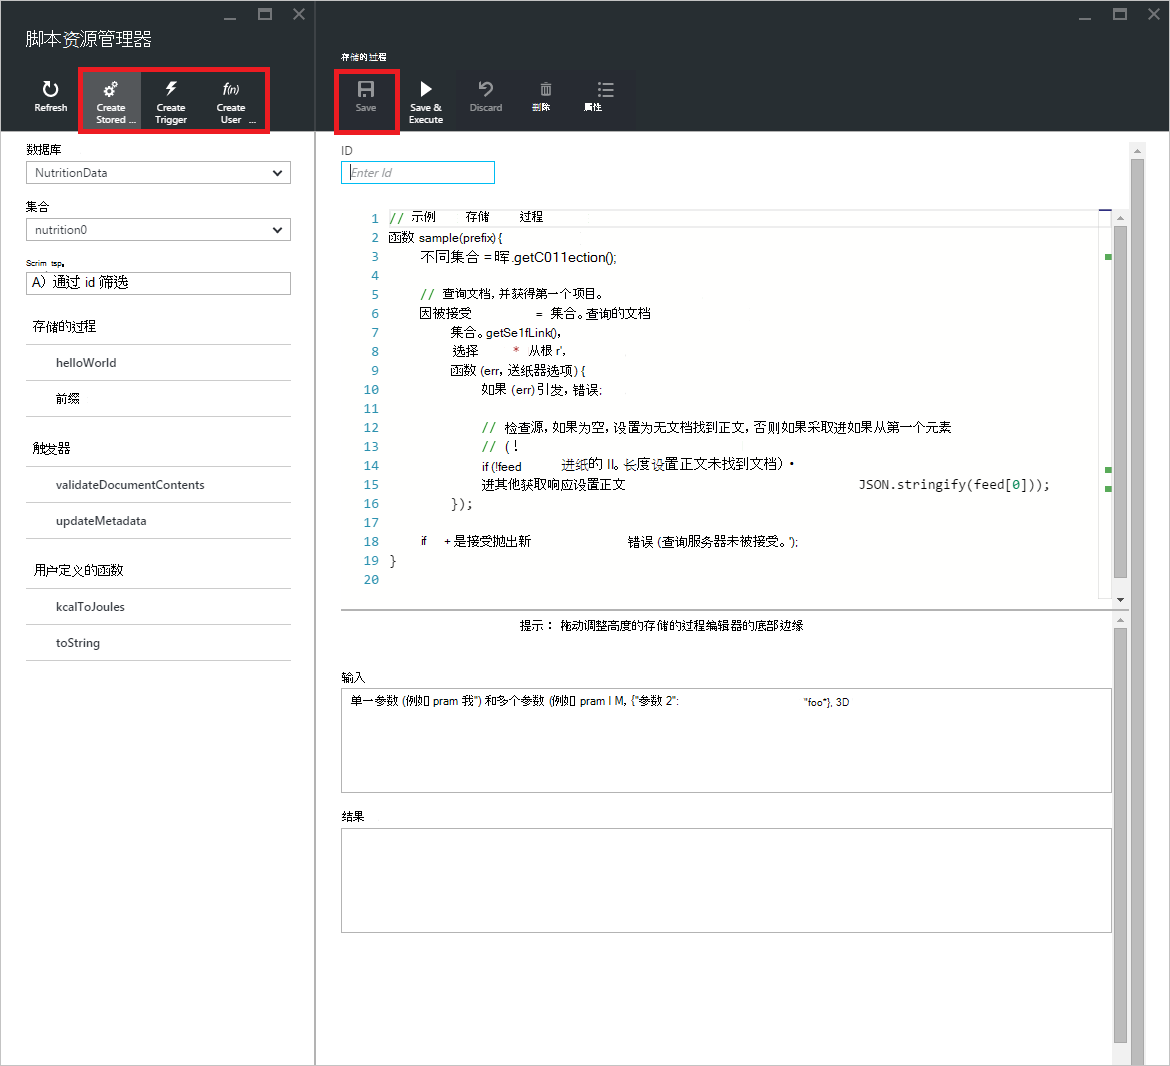 脚本资源管理器
Refresh
Create Stored ...
Create Trigger
f(n)
Create User ...
数据库
NutritionData
集合
nutrition0
Scrim tsp。
A）通过 id 筛选
存储的过程
helloWorld
前缀
触发器
validateDocumentContents
updateMetadata
用户定义的函数
kcalToJoules
toString
存储的过程
Save
Save & Execute
Discard
删除
属性
ID
Enter Id
1 // 示例 存储 过程
2 函数 sample(prefix) {
3 不同集合 = 晖.getC011ection();
4
5 // 查询文档, 并获得第一个项目。
6 因被接受 = 集合。查询的文档
7 集合。getSe1fLink(),
8 选择 * 从根 r',
9 函数 (err, 送纸器选项) {
10 如果 (err) 引发, 错误;
11
12 // 检查源, 如果为空, 设置为无文档找到正文, 否则如果采取进如果从第一个元素
13 // (！
14 if (!feed 进纸的 II。长度设置正文未找到文档）•
15 进其他获取响应设置正文 JSON.stringify(feed[0]));
16 });
17
18 if + 是接受抛出新 错误 (查询服务器未被接受。');
19 }
20
提示： 拖动调整高度的存储的过程编辑器的底部边缘
输入
单一参数 (例如 pram 我") 和多个参数 (例如 pram I M, {"参数 2": "foo"}, 3D
结果